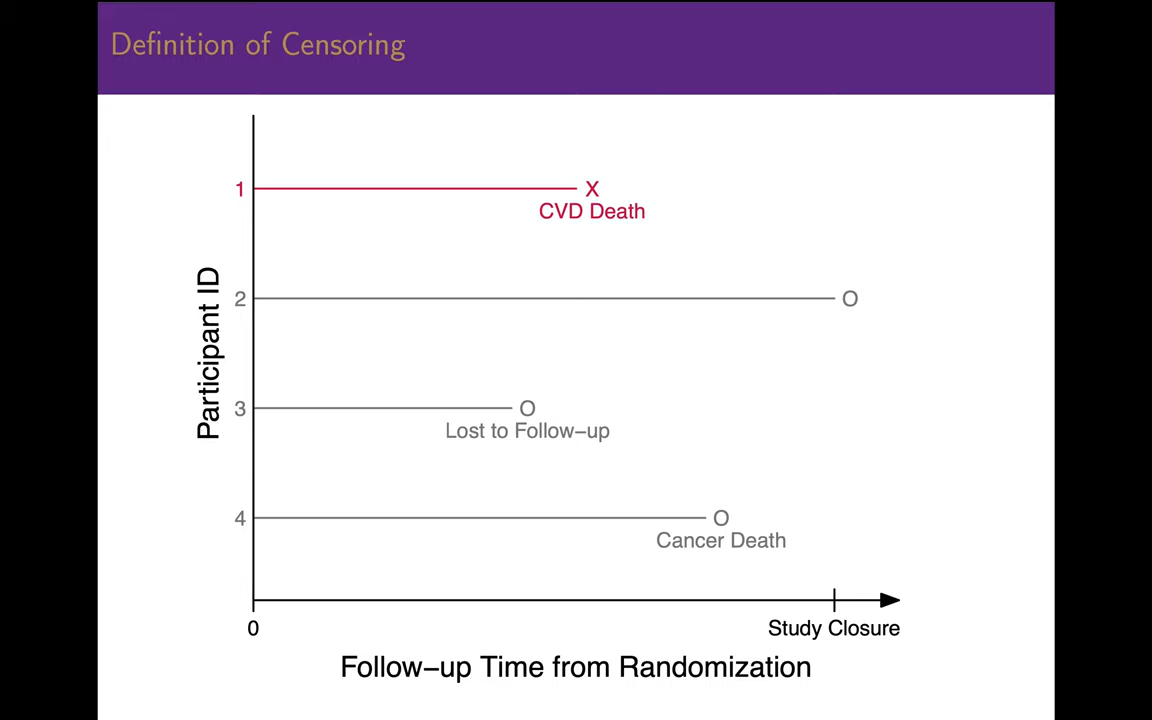 Definition of Censoring
Participant ID
1
X
CVD Death
2
O
3
O
Lost to Follow−up
4
O
Cancer Death
0
Study Closure
Follow−up Time from Randomization